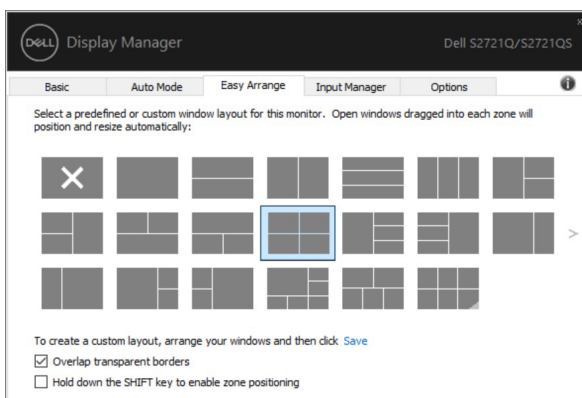 DELL Display Manager
Dell S2721Q/S2721QS
Basic Auto Mode Easy Arrange Input Manager Options
Select a predefined or custom window layout for this monitor. Open windows dragged into each zone will
position and resize automatically:
To create a custom layout, arrange your windows and then click Save
Overlap transparent borders
Hold down the SHIFT key to enable zone positioning